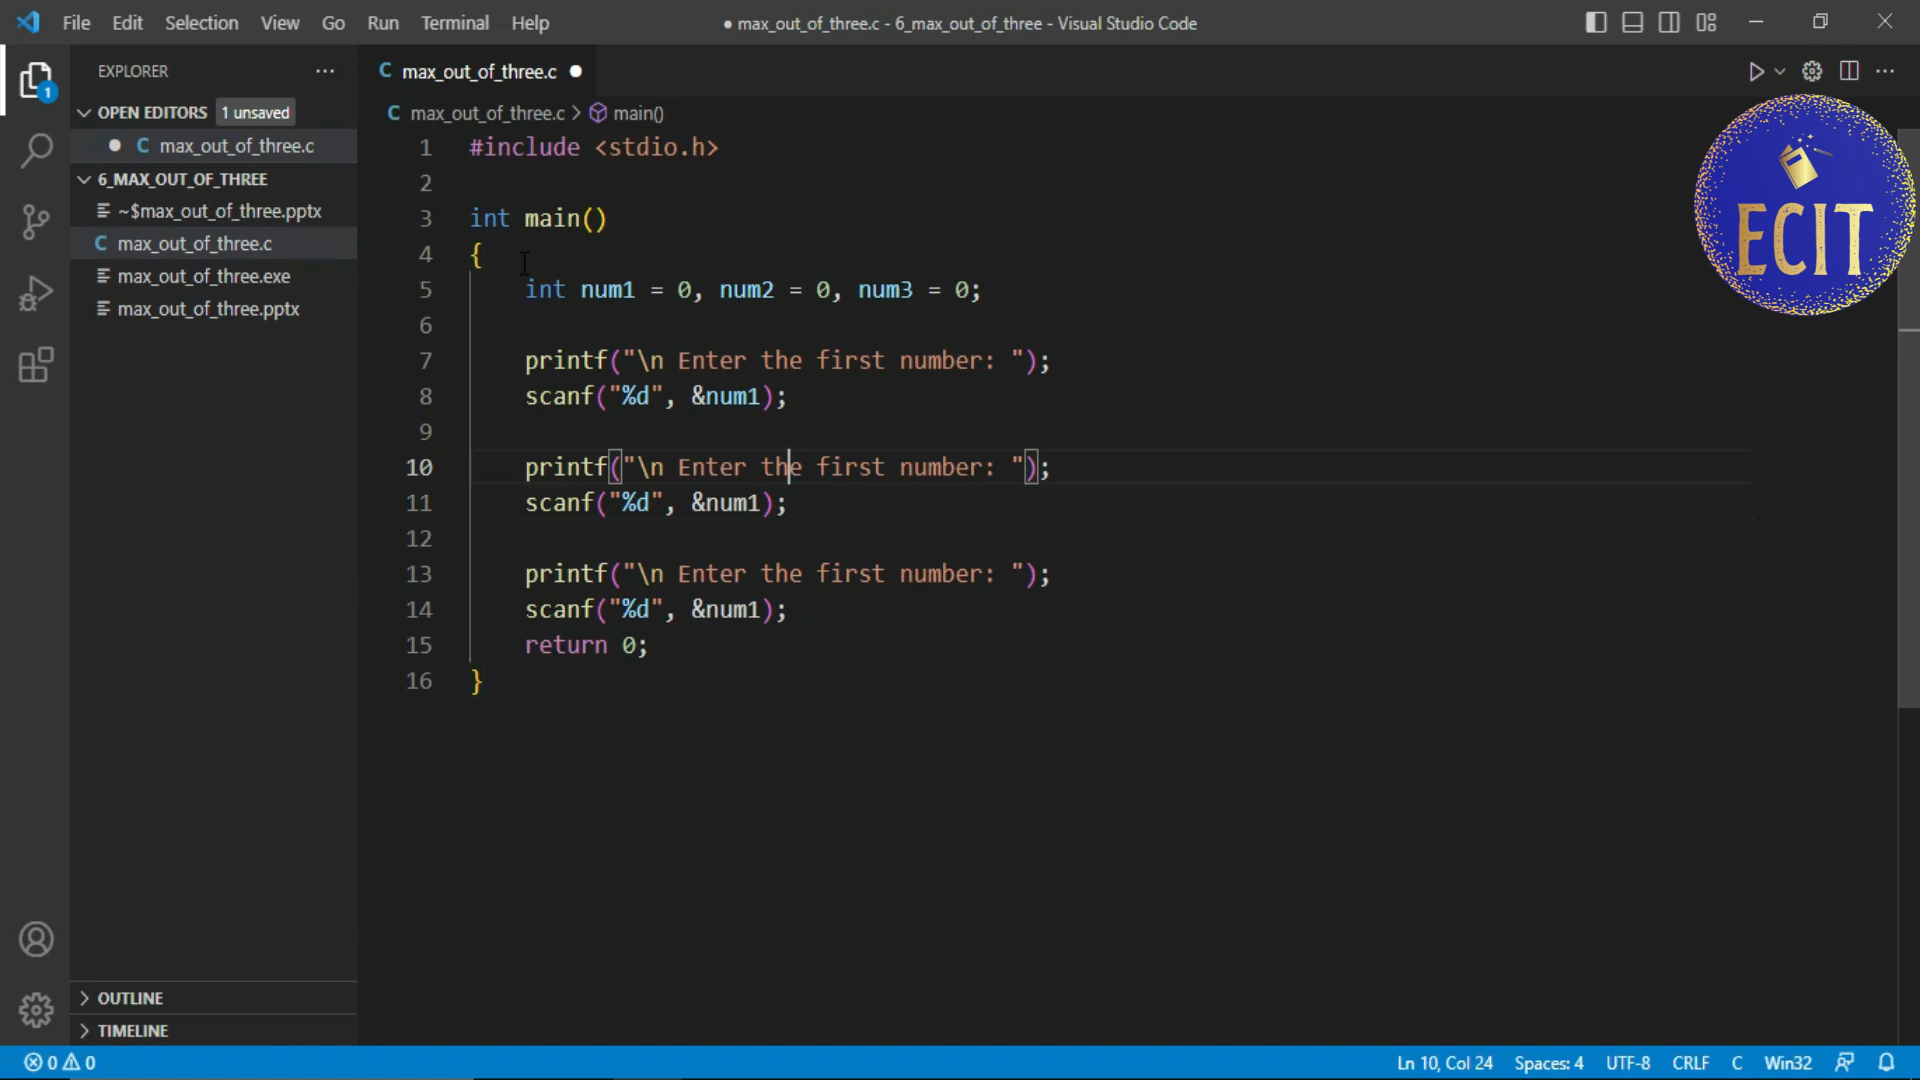 File Edit Selection View Go Run Terminal Help
● max_out_of_three.c - 6_max_out_of_three - Visual Studio Code
EXPLORER
OPEN EDITORS 1 unsaved
C max_out_of_three.c
6_MAX_OUT_OF_THREE
~$max_out_of_three.pptx
C max_out_of_three.c
max_out_of_three.exe
max_out_of_three.pptx
OUTLINE
TIMELINE
1
C max_out_of_three.c ●
C max_out_of_three.c > main()
1 #include <stdio.h>
2
3 int main()
4 {
5 int num1 = 0, num2 = 0, num3 = 0;
6
7 printf("\n Enter the first number: ");
8 scanf("%d", &num1);
9
10 printf("\n Enter the first number: ");
11 scanf("%d", &num1);
12
13 printf("\n Enter the first number: ");
14 scanf("%d", &num1);
15 return 0;
16 }
ECIT
0 0
Ln 10, Col 24 Spaces: 4 UTF-8 CRLF C Win32